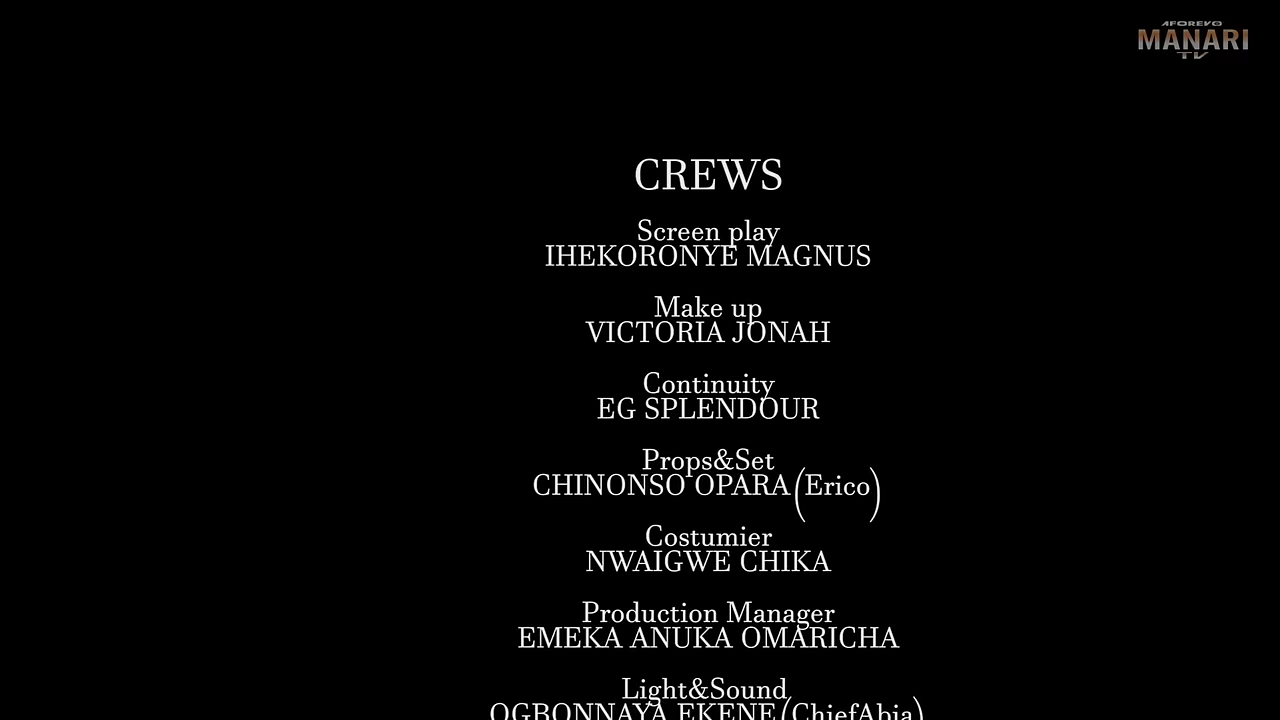 AFOREVO
MANARI
TV
CREWS
Screen play
IHEKORONYE MAGNUS
Make up
VICTORIA JONAH
Continuity
EG SPLENDOUR
Props&Set
CHINONSO OPARA(Erico)
Costumier
NWAIGWE CHIKA
Production Manager
EMEKA ANUKA OMARICHA
Light&Sound
OGBONNAYA EKENE(ChiefAbia)